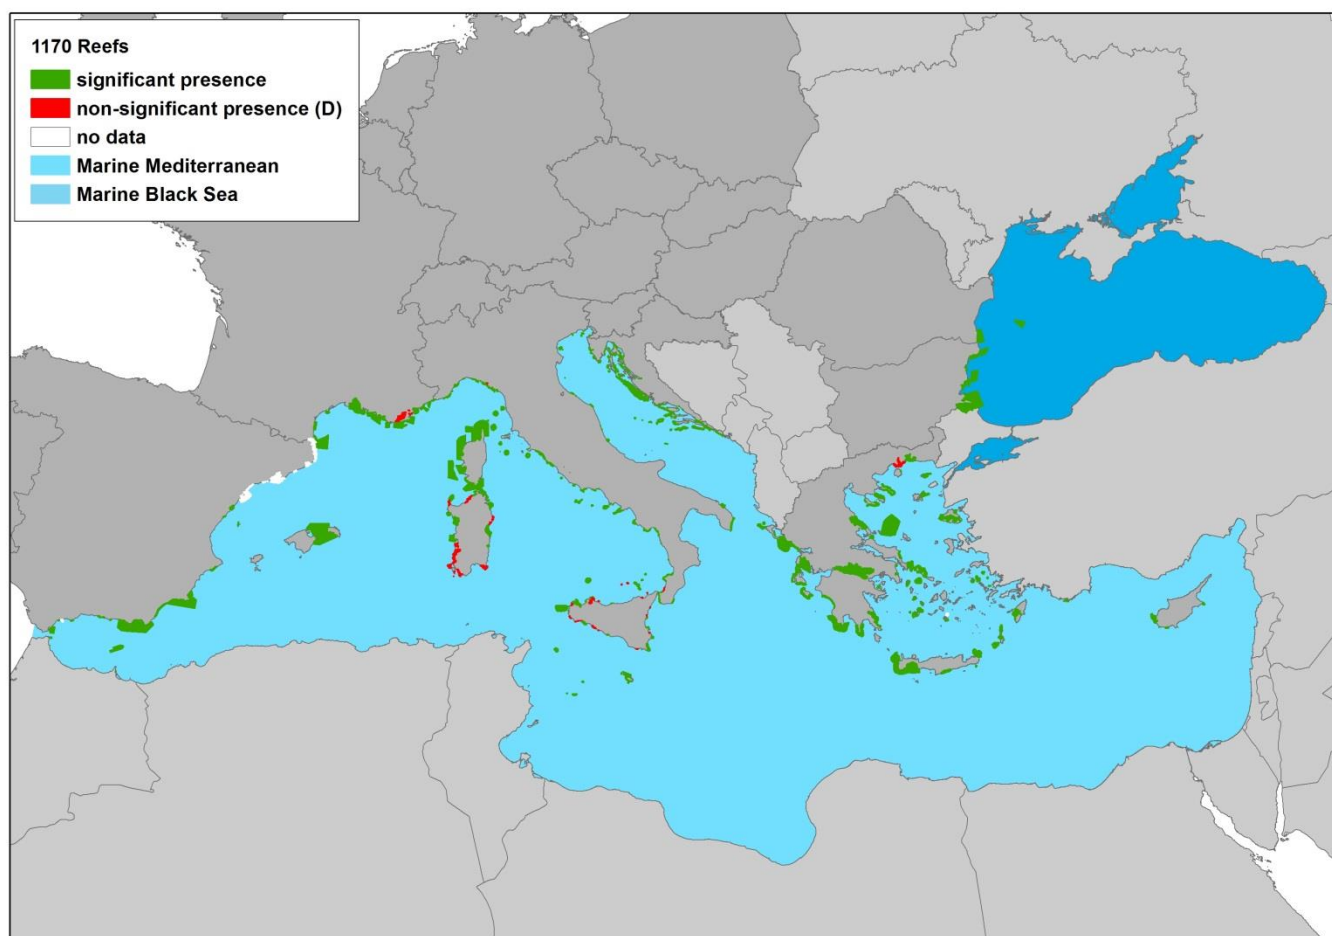 1170 Reefs
significant presence
non-significant presence (D)
no data
Marine Mediterranean
Marine Black Sea